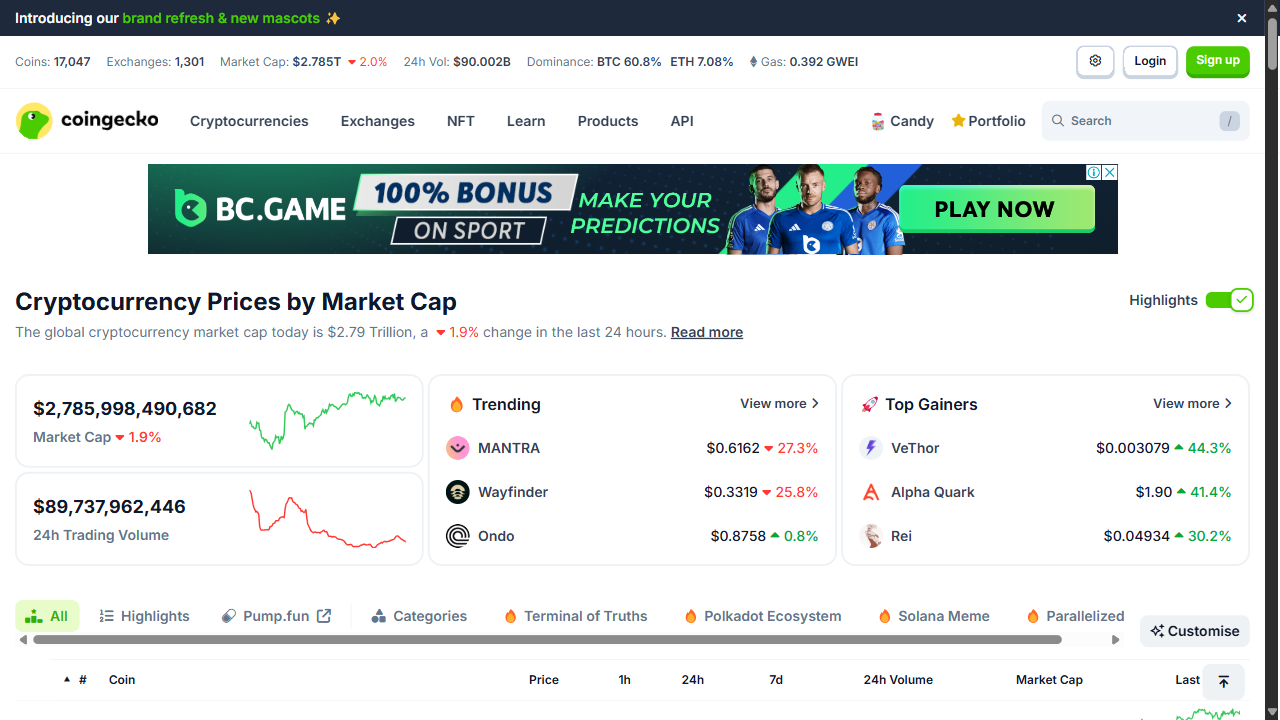 Introducing our brand refresh & new mascots ✨
Coins: 17,047 Exchanges: 1,301 Market Cap: $2.785T 2.0% 24h Vol: $90.002B Dominance: BTC 60.8% ETH 7.08% Gas: 0.392 GWEI
Login Sign up
coingecko Cryptocurrencies Exchanges NFT Learn Products API Candy Portfolio Search /
BC.GAME 100% BONUS ON SPORT MAKE YOUR PREDICTIONS PLAY NOW
Cryptocurrency Prices by Market Cap
Highlights
The global cryptocurrency market cap today is $2.79 Trillion, a 1.9% change in the last 24 hours. Read more
$2,785,998,490,682
Market Cap 1.9%
$89,737,962,446
24h Trading Volume
Trending View more
MANTRA $0.6162 27.3%
Wayfinder $0.3319 25.8%
Ondo $0.8758 0.8%
Top Gainers View more
VeThor $0.003079 44.3%
Alpha Quark $1.90 41.4%
Rei $0.04934 30.2%
All Highlights Pump.fun Categories Terminal of Truths Polkadot Ecosystem Solana Meme Parallelized
Customise
# Coin Price 1h 24h 7d 24h Volume Market Cap Last